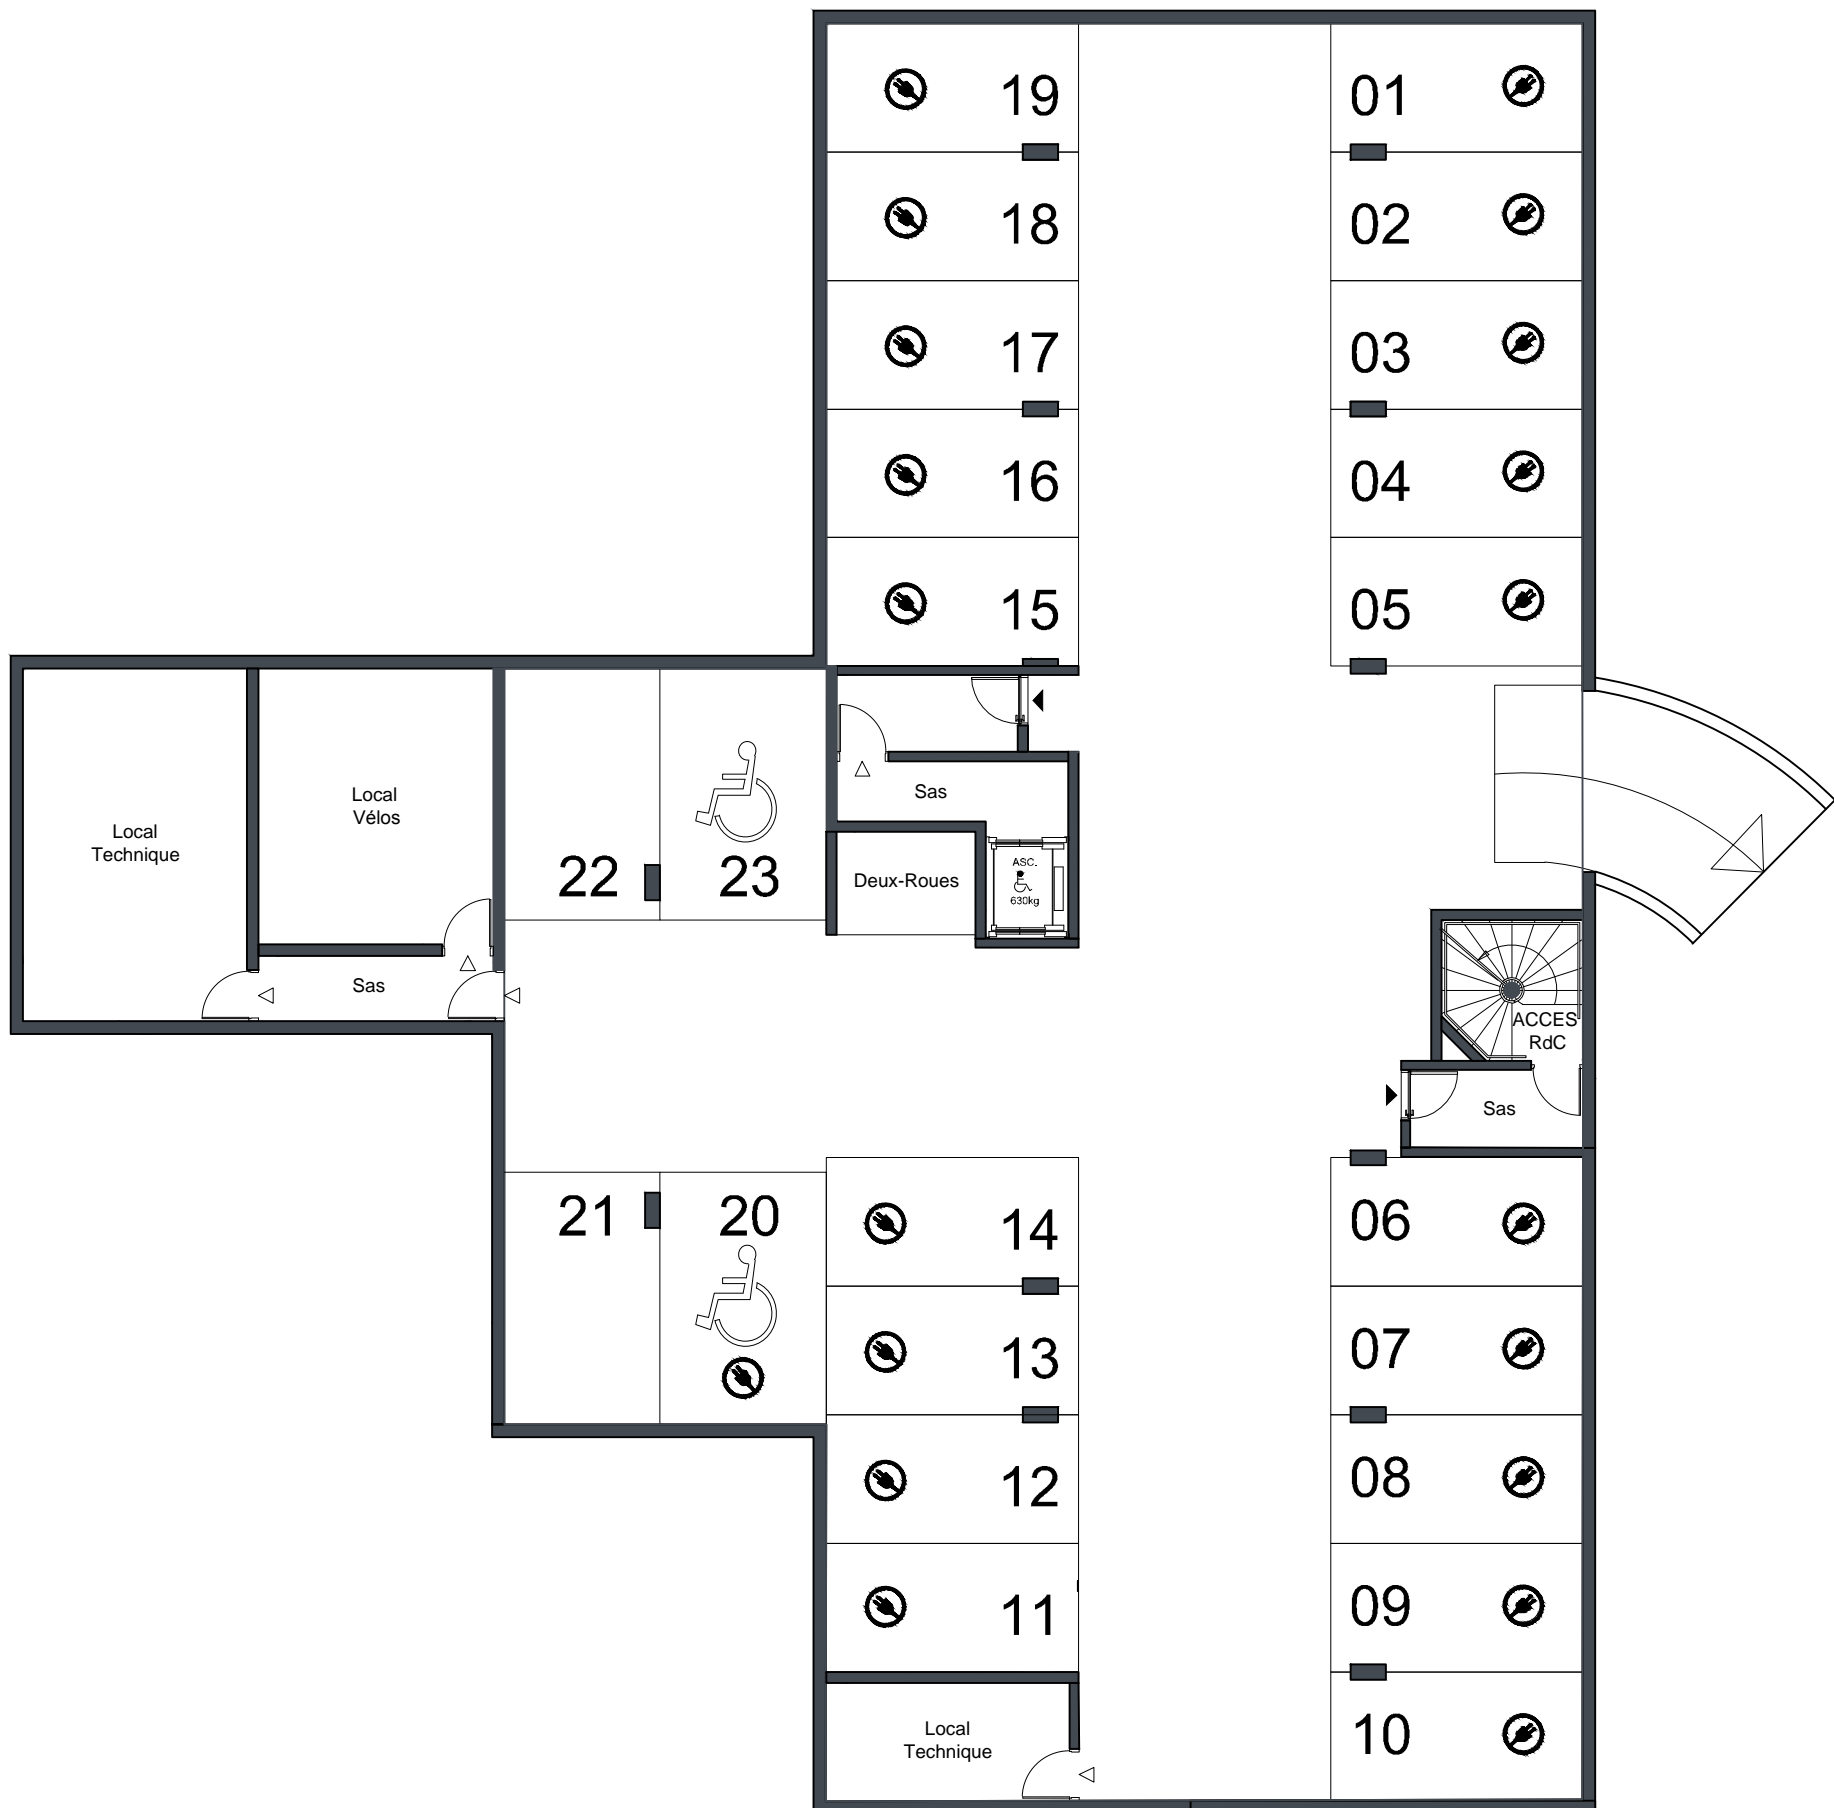 19
01
18
02
17
03
16
04
15
05
Local
Technique
Local
Vélos
Sas
22
23
Sas
Deux-Roues
ASC.
630kg
ACCES
RdC
Sas
21
20
14
06
13
07
12
08
11
09
Local
Technique
10